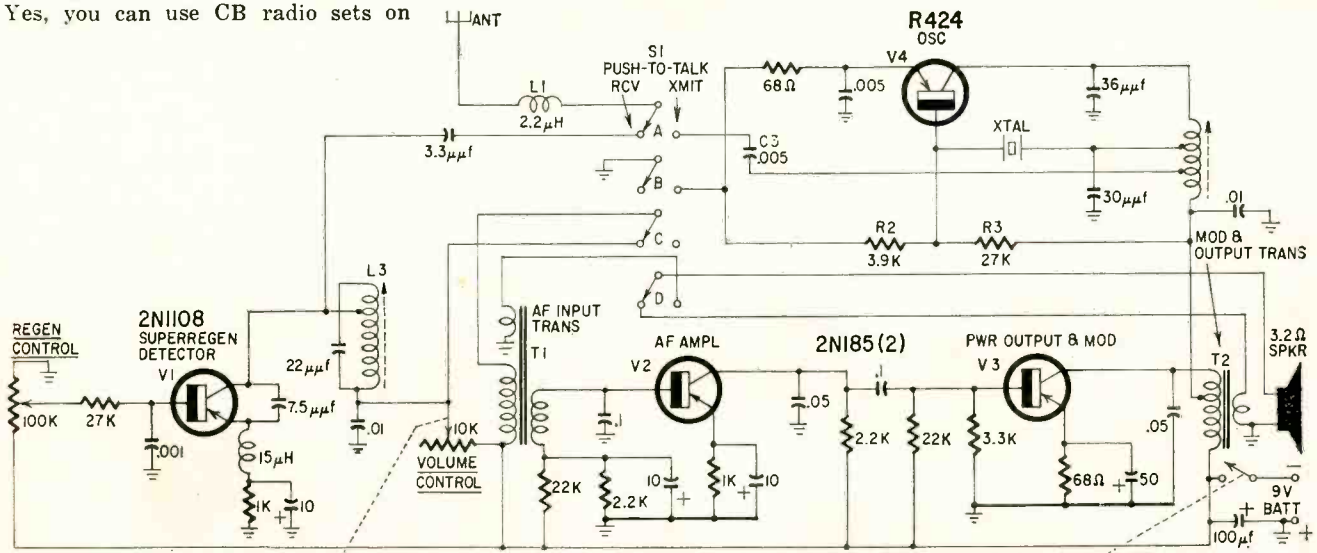 Yes, you can use CB radio sets on
ANT
L1
2.2μH
S1
PUSH-TO-TALK
RCV
XMIT
A
B
C
D
3.3μμf
C3
.005
68Ω
.005
V4
R424
OSC
36μμf
XTAL
30μμf
.01
R2
3.9K
R3
27K
MOD &
OUTPUT TRANS
REGEN
CONTROL
100K
27K
.001
2N1108
SUPERREGEN
DETECTOR
V1
7.5μμf
15μH
1K
+
10
L3
22μμf
.01
10K
VOLUME
CONTROL
AF INPUT
TRANS
T1
22K
2.2K
.1
10
+
AF AMPL
V2
1K
+
10
.05
2N185 (2)
.1
2.2K
22K
3.3K
PWR OUTPUT & MOD
V3
68Ω
+
50
.05
T2
3.2Ω
SPKR
−
9V
BATT
+
+
100μf